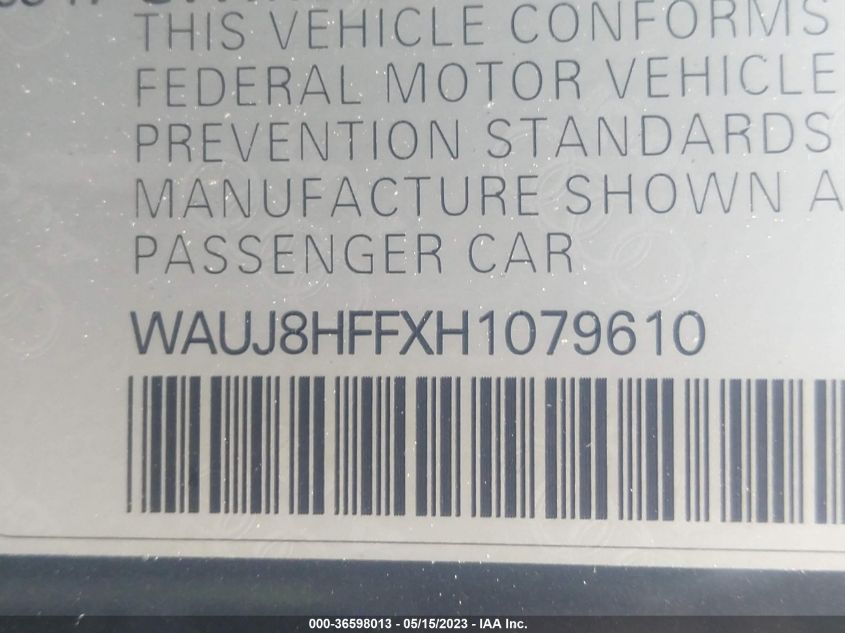 THIS VEHICLE CONFORMS
FEDERAL MOTOR VEHICLE
PREVENTION STANDARDS
MANUFACTURE SHOWN A
PASSENGER CAR
WAUJ8HFFXH1079610
000-36598013 - 05/15/2023 - IAA Inc.